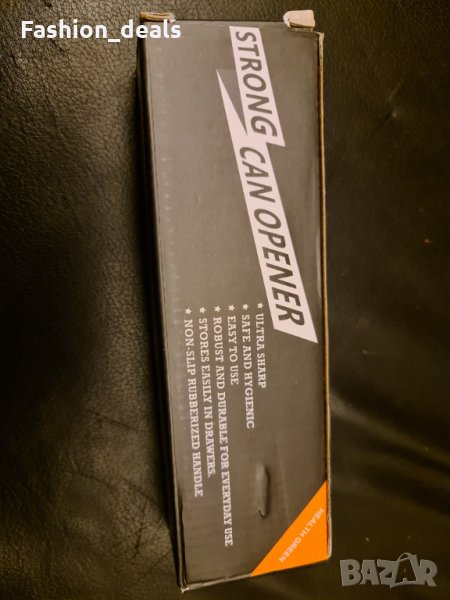 Fashion_deals
STRONG CAN OPENER
★ ULTRA SHARP
★ SAFE AND HYGIENIC
★ EASY TO USE
★ ROBUST AND DURABLE FOR EVERYDAY USE
★ STORES EASILY IN DRAWERS.
★ NON-SLIP RUBBERIZED HANDLE
HEALTH GREEN
BAZAR